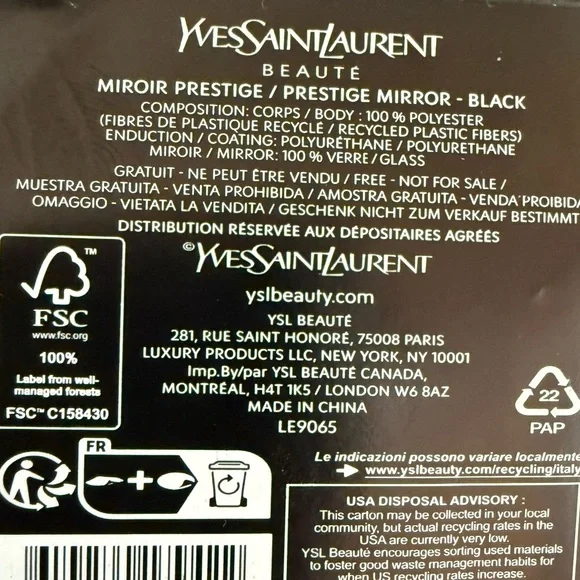 YVESSAINTLAURENT
BEAUTÉ
MIROIR PRESTIGE / PRESTIGE MIRROR - BLACK
COMPOSITION: CORPS / BODY : 100 % POLYESTER
(FIBRES DE PLASTIQUE RECYCLÉ / RECYCLED PLASTIC FIBERS)
ENDUCTION / COATING: POLYURÉTHANE / POLYURETHANE
MIROIR / MIRROR: 100 % VERRE / GLASS
GRATUIT - NE PEUT ÊTRE VENDU / FREE - NOT FOR SALE /
MUESTRA GRATUITA - VENTA PROHIBIDA / AMOSTRA GRATUITA - VENDA PROIBIDA
OMAGGIO - VIETATA LA VENDITA / GESCHENK NICHT ZUM VERKAUF BESTIMMT
DISTRIBUTION RÉSERVÉE AUX DÉPOSITAIRES AGRÉÉS
©YVESSAINTLAURENT
yslbeauty.com
YSL BEAUTÉ
281, RUE SAINT HONORÉ, 75008 PARIS
LUXURY PRODUCTS LLC, NEW YORK, NY 10001
Imp.By/par YSL BEAUTÉ CANADA,
MONTRÉAL, H4T 1K5 / LONDON W6 8AZ
MADE IN CHINA
LE9065
TM
FSC
www.fsc.org
100%
Label from well-
managed forests
FSC™ C158430
22
PAP
FR
+
Le indicazioni possono variare localmente
www.yslbeauty.com/recycling/italy
USA DISPOSAL ADVISORY :
This carton may be collected in your local
community, but actual recycling rates in the
USA are currently very low.
YSL Beauté encourages sorting used materials
to foster good waste management habits for
when US recycling rates increase.